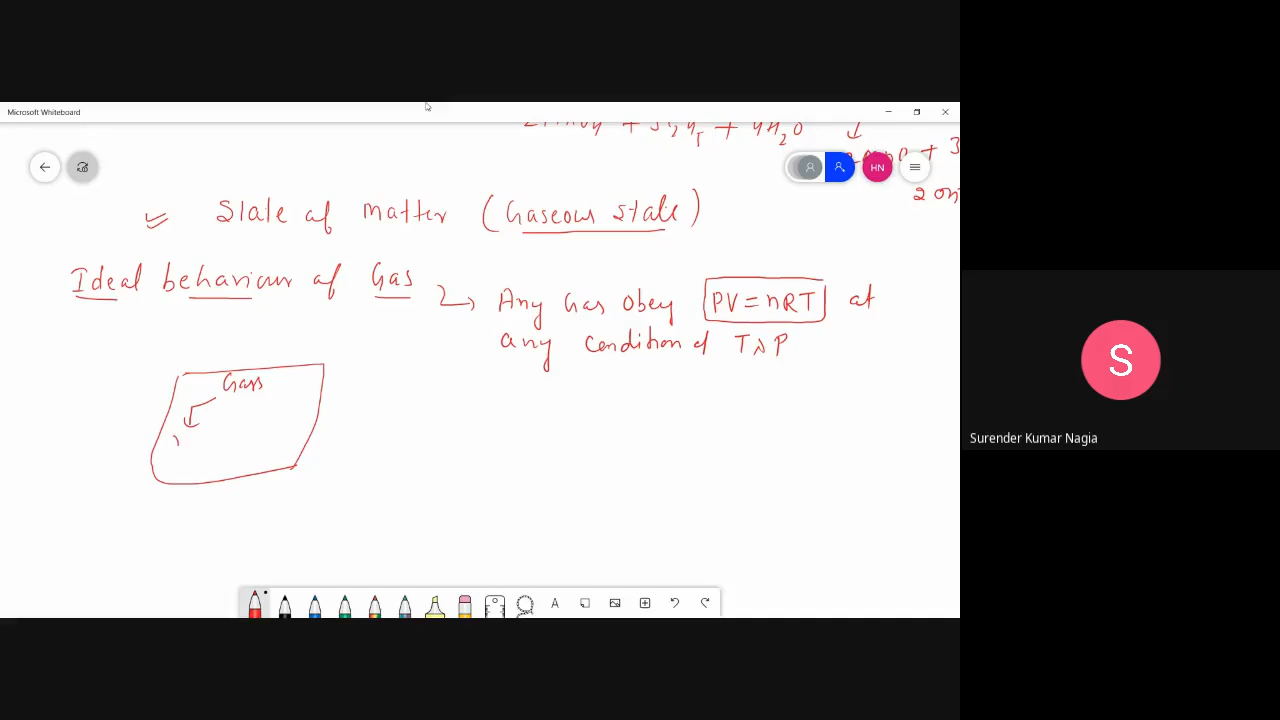 Microsoft Whiteboard
HN
State of matter (Gaseous state)
Ideal behaviour of Gas
Any Gas obey PV = nRT at
any condition of T & P
Gas
S
Surender Kumar Nagia
A